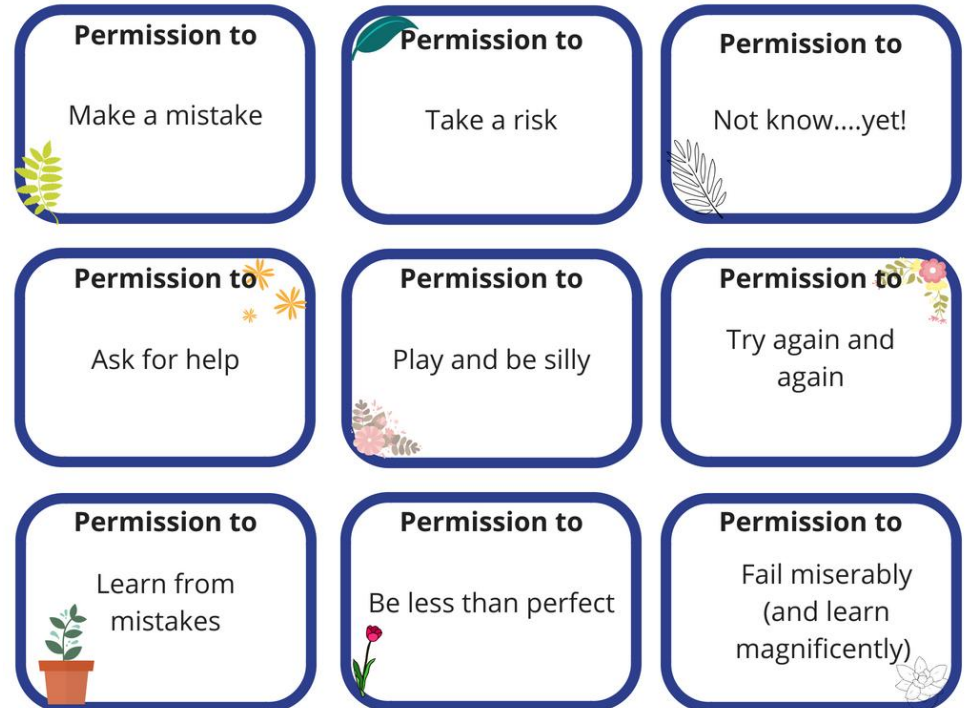 Permission to
Make a mistake
Permission to
Take a risk
Permission to
Not know....yet!
Permission to
Ask for help
Permission to
Play and be silly
Permission to
Try again and
again
Permission to
Learn from
mistakes
Permission to
Be less than perfect
Permission to
Fail miserably
(and learn
magnificently)